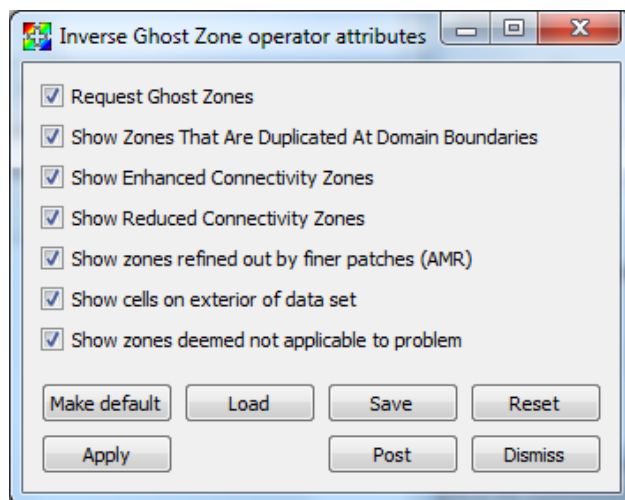 Inverse Ghost Zone operator attributes
Request Ghost Zones
Show Zones That Are Duplicated At Domain Boundaries
Show Enhanced Connectivity Zones
Show Reduced Connectivity Zones
Show zones refined out by finer patches (AMR)
Show cells on exterior of data set
Show zones deemed not applicable to problem
Make default Load Save Reset
Apply Post Dismiss